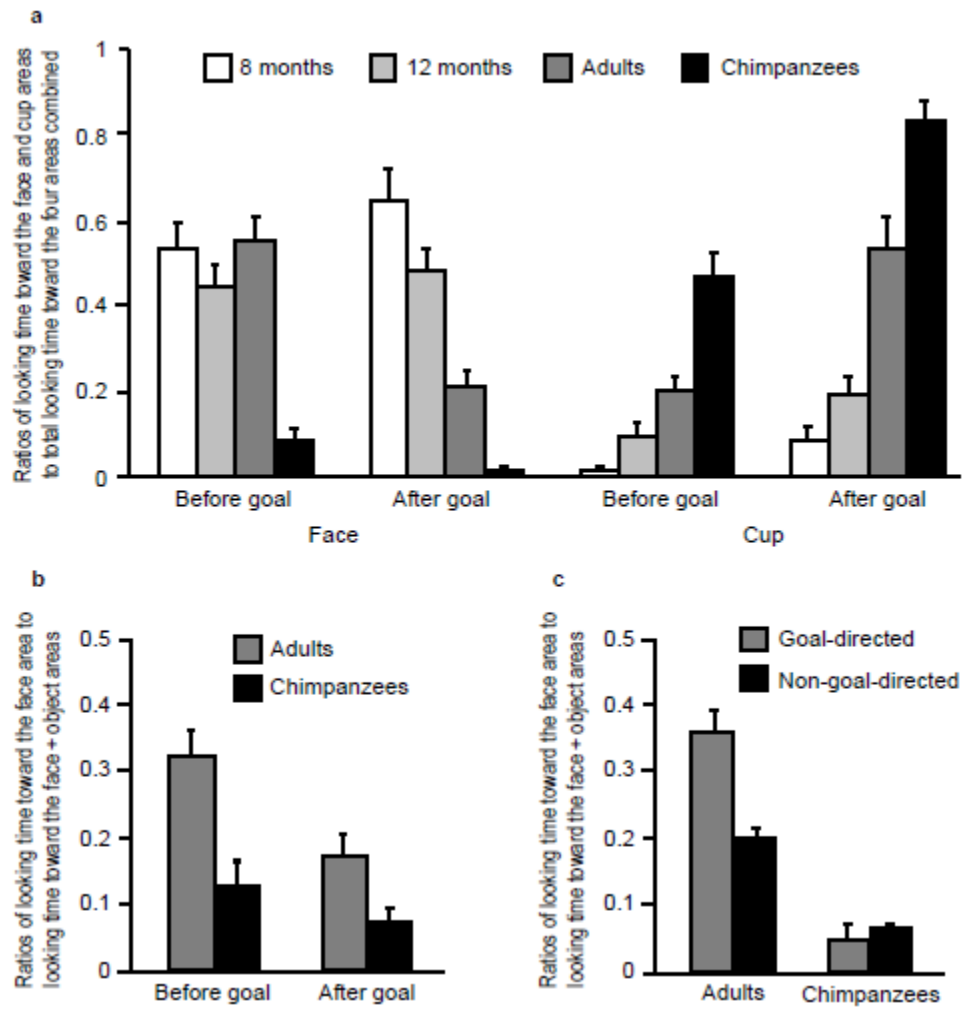 a
Ratios of looking time toward the face and cup areas
to total looking time toward the four areas combined
1
0.8
0.6
0.4
0.2
0
8 months
12 months
Adults
Chimpanzees
Before goal
After goal
Before goal
After goal
Face
Cup
b
Ratios of looking time toward the face area to
looking time toward the face + object areas
0.5
0.4
0.3
0.2
0.1
0
Adults
Chimpanzees
Before goal
After goal
c
Ratios of looking time toward the face area to
looking time toward the face + object areas
0.5
0.4
0.3
0.2
0.1
0
Goal-directed
Non-goal-directed
Adults
Chimpanzees